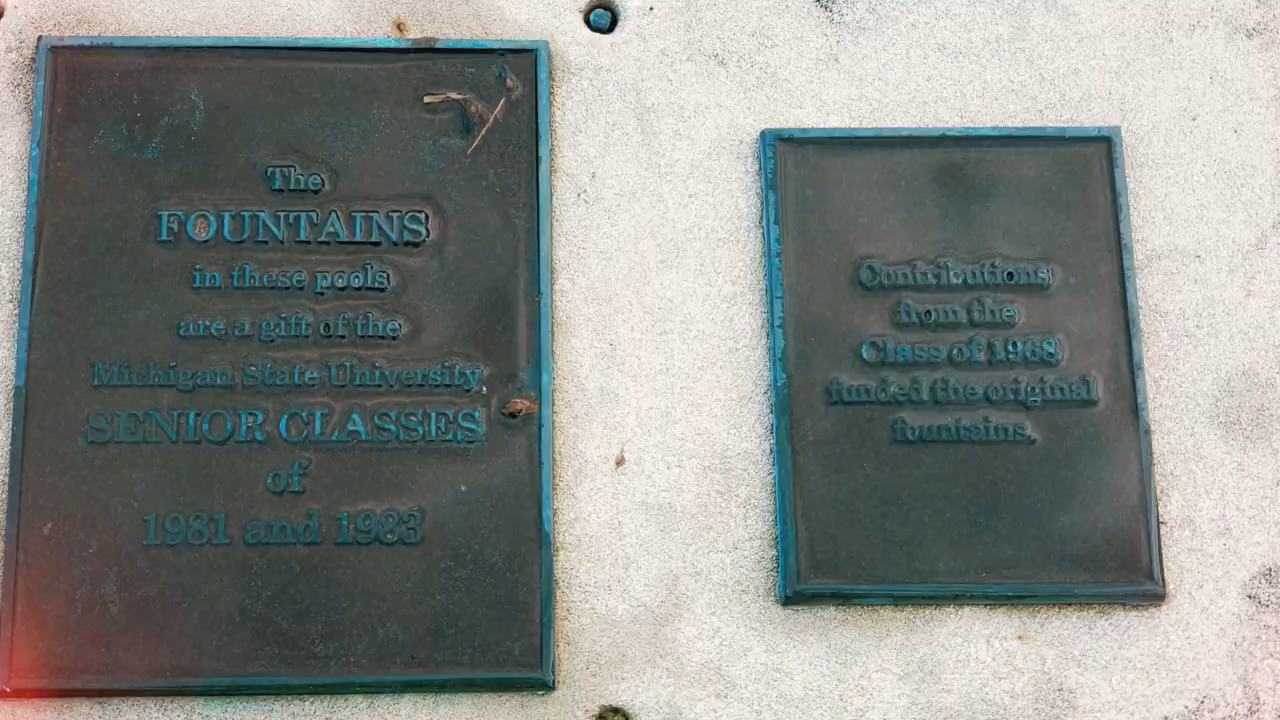 The
FOUNTAINS
in these pools
are a gift of the
Michigan State University
SENIOR CLASSES
of
1981 and 1983
Contributions
from the
Class of 1968
funded the original
fountains.